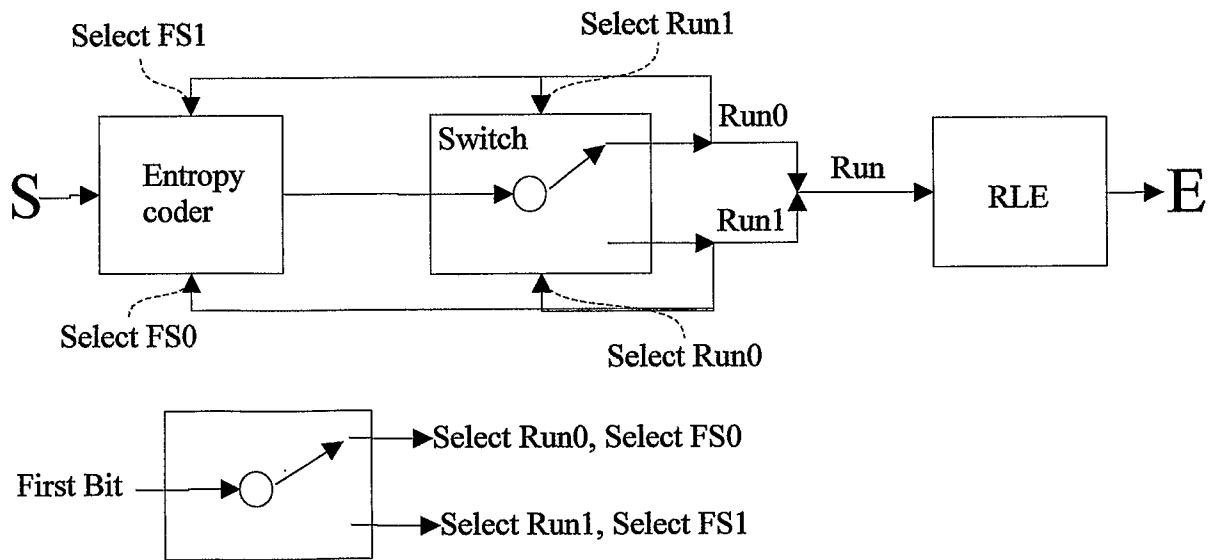 Select FS1
Select Run1
Switch
Run0
S
Entropy
coder
Run
RLE
E
Run1
Select FS0
Select Run0
Select Run0, Select FS0
First Bit
Select Run1, Select FS1